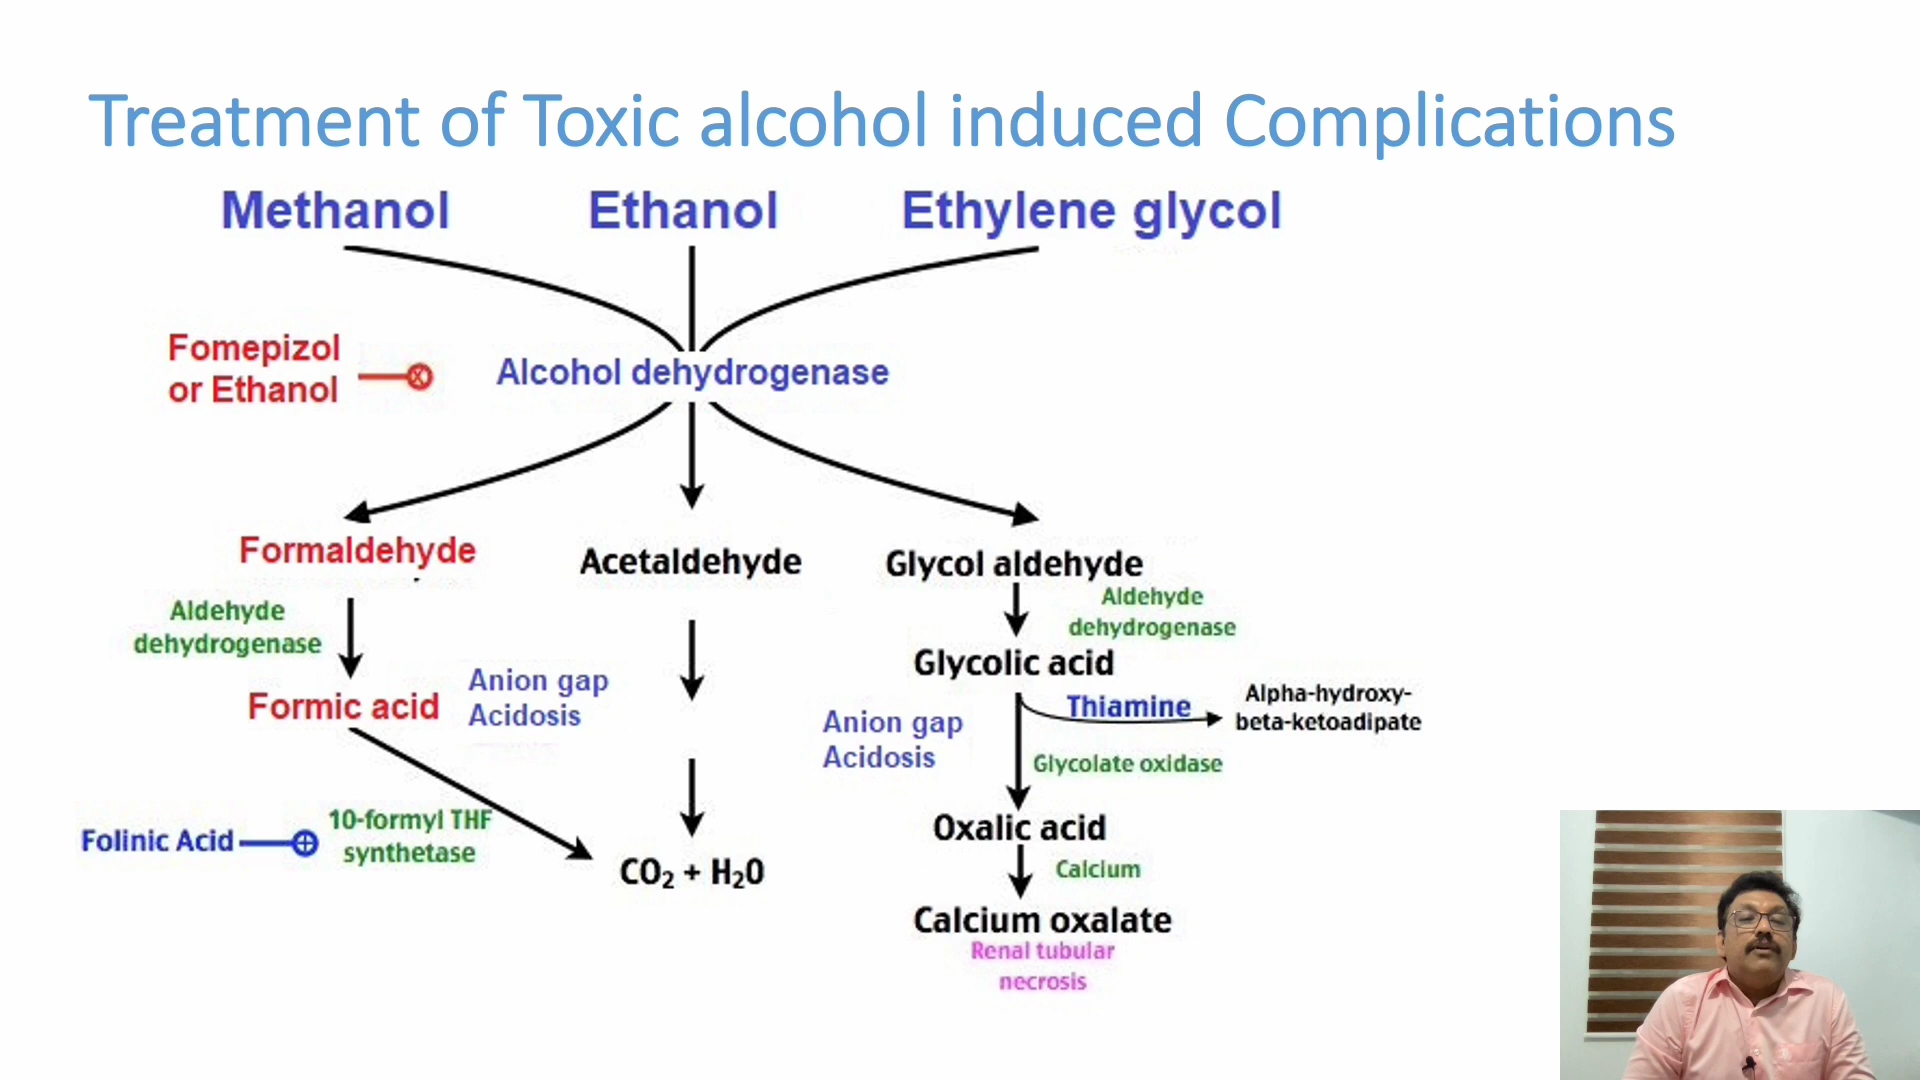 Treatment of Toxic alcohol induced Complications
Methanol
Ethanol
Ethylene glycol
Fomepizol
or Ethanol
Alcohol dehydrogenase
Formaldehyde
Acetaldehyde
Glycol aldehyde
Aldehyde
dehydrogenase
Aldehyde
dehydrogenase
Glycolic acid
Formic acid
Anion gap
Acidosis
Anion gap
Acidosis
Thiamine
Alpha-hydroxy-
beta-ketoadipate
Glycolate oxidase
Folinic Acid
10-formyl THF
synthetase
Oxalic acid
CO₂ + H₂0
Calcium
Calcium oxalate
Renal tubular
necrosis